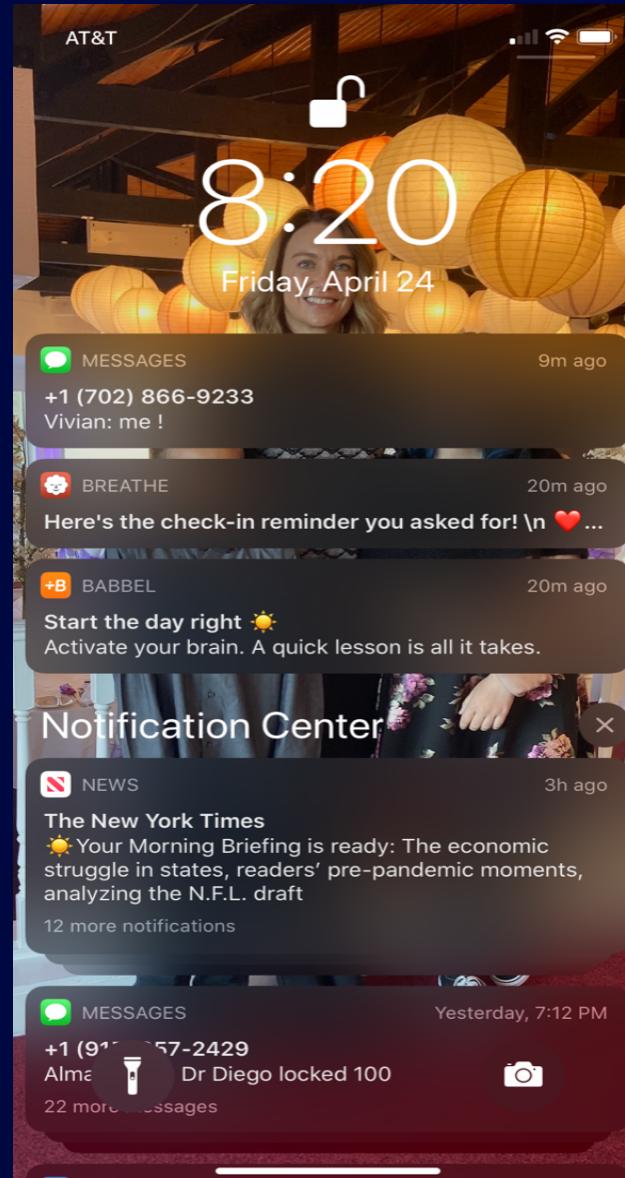 AT&T
8:20
Friday, April 24
MESSAGES 9m ago
+1 (702) 866-9233
Vivian: me !
BREATHE 20m ago
Here's the check-in reminder you asked for! \n ❤️...
+B BABBEL 20m ago
Start the day right ☀️
Activate your brain. A quick lesson is all it takes.
Notification Center
NEWS 3h ago
The New York Times
☀️Your Morning Briefing is ready: The economic
struggle in states, readers’ pre-pandemic moments,
analyzing the N.F.L. draft
12 more notifications
MESSAGES Yesterday, 7:12 PM
+1 (91 57-2429
Alma Dr Diego locked 100
22 more messages